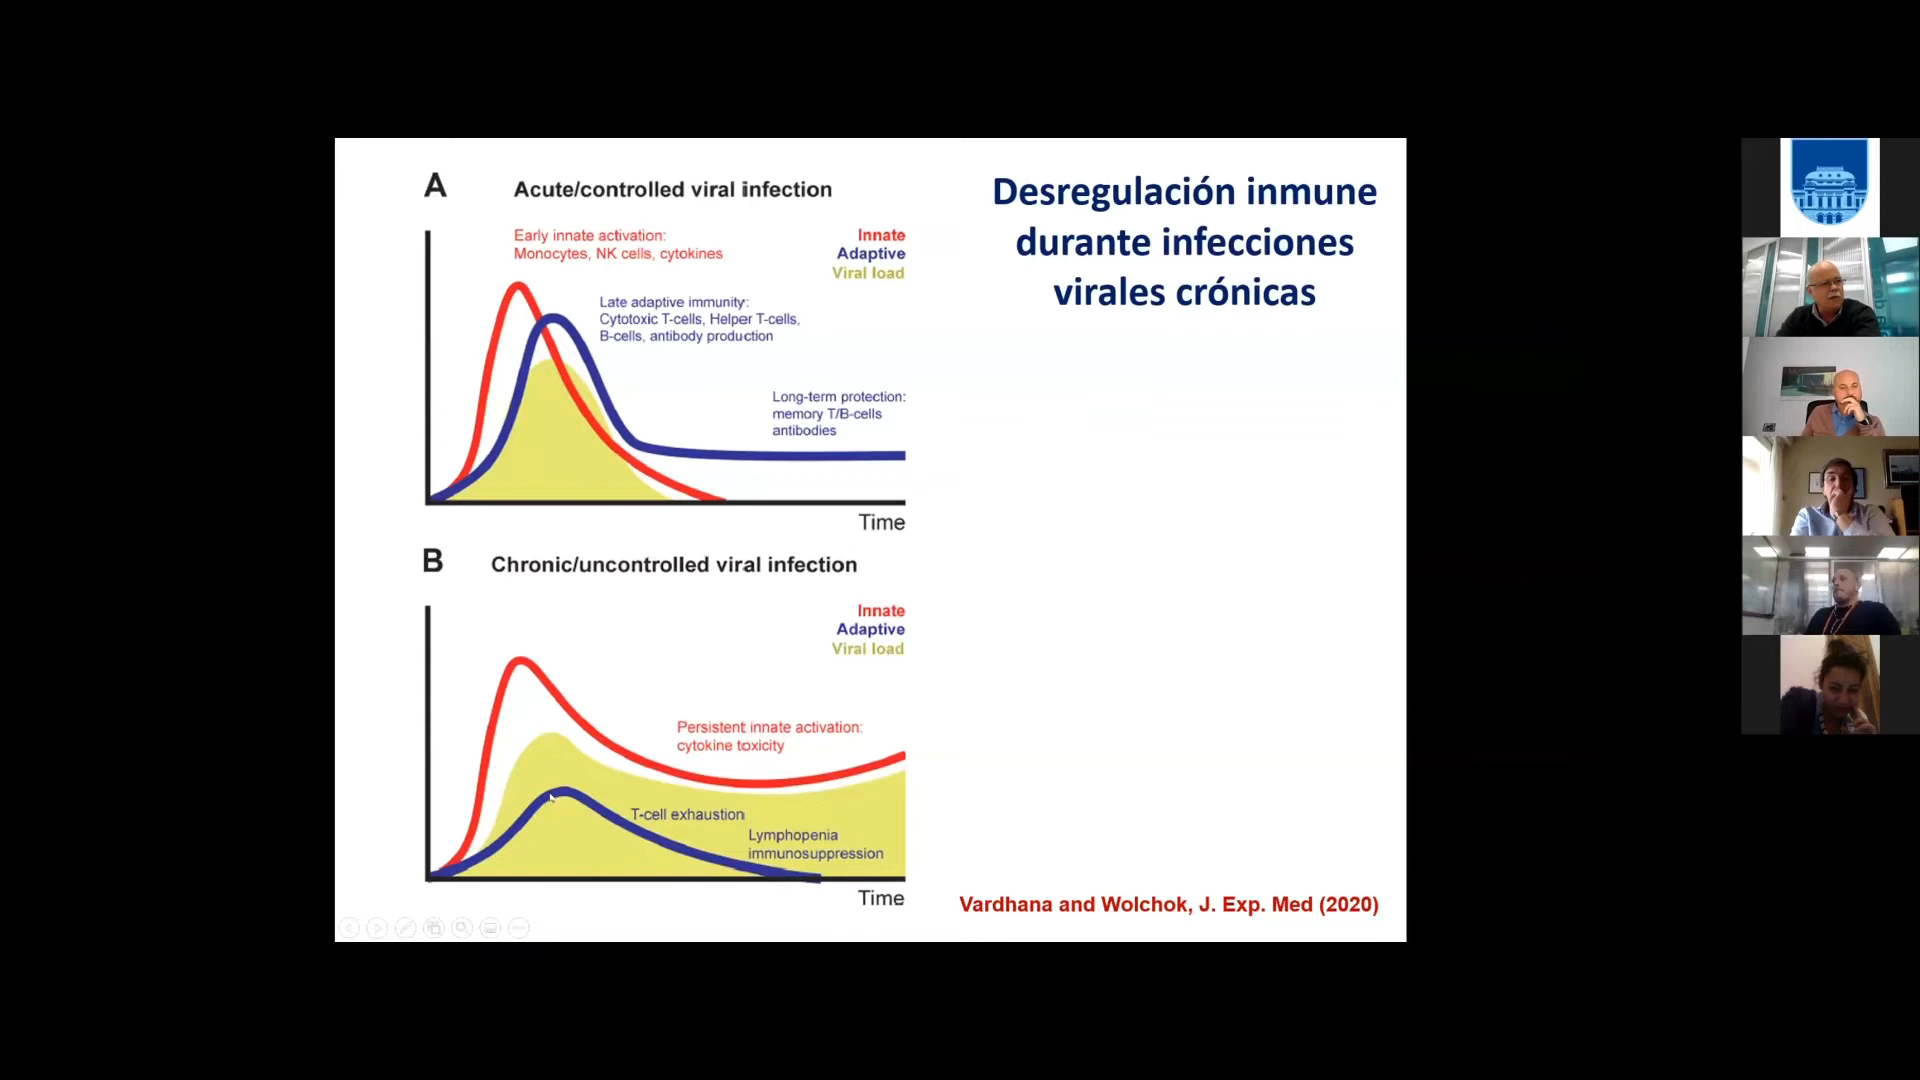 A
Acute/controlled viral infection
Early innate activation:
Monocytes, NK cells, cytokines
Innate
Adaptive
Viral load
Late adaptive immunity:
Cytotoxic T-cells, Helper T-cells,
B-cells, antibody production
Long-term protection:
memory T/B-cells
antibodies
Time
B
Chronic/uncontrolled viral infection
Innate
Adaptive
Viral load
Persistent innate activation:
cytokine toxicity
T-cell exhaustion
Lymphopenia
immunosuppression
Time
Desregulación inmune
durante infecciones
virales crónicas
Vardhana and Wolchok, J. Exp. Med (2020)